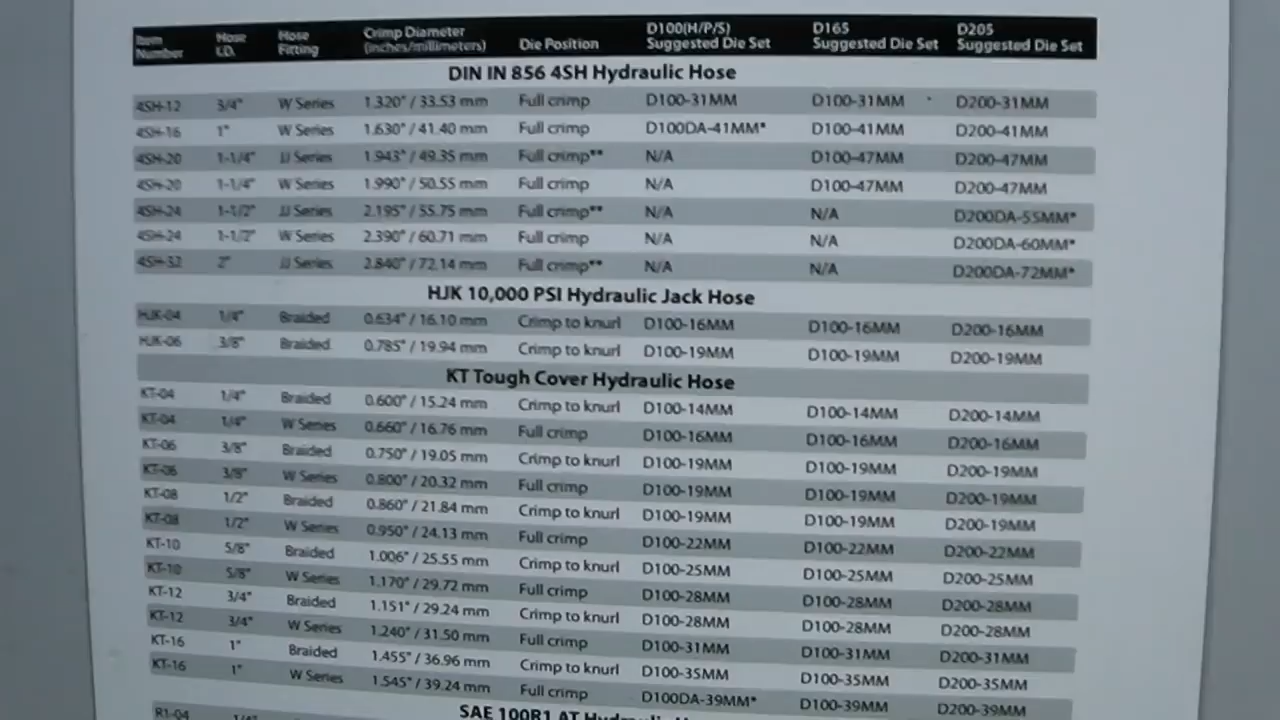 Item Number Hose I.D. Hose Fitting Crimp Diameter (inches/millimeters) Die Position D100(H/P/S) Suggested Die Set D165 Suggested Die Set D205 Suggested Die Set
DIN IN 856 4SH Hydraulic Hose
4SH-12 3/4" W Series 1.320" / 33.53 mm Full crimp D100-31MM D100-31MM D200-31MM
4SH-16 1" W Series 1.630" / 41.40 mm Full crimp D100DA-41MM* D100-41MM D200-41MM
4SH-20 1-1/4" JJ Series 1.943" / 49.35 mm Full crimp** N/A D100-47MM D200-47MM
4SH-20 1-1/4" W Series 1.990" / 50.55 mm Full crimp N/A D100-47MM D200-47MM
4SH-24 1-1/2" JJ Series 2.195" / 55.75 mm Full crimp** N/A N/A D200DA-55MM*
4SH-24 1-1/2" W Series 2.390" / 60.71 mm Full crimp N/A N/A D200DA-60MM*
4SH-32 2" JJ Series 2.840" / 72.14 mm Full crimp** N/A N/A D200DA-72MM*
HJK 10,000 PSI Hydraulic Jack Hose
HJK-04 1/4" Braided 0.634" / 16.10 mm Crimp to knurl D100-16MM D100-16MM D200-16MM
HJK-06 3/8" Braided 0.785" / 19.94 mm Crimp to knurl D100-19MM D100-19MM D200-19MM
KT Tough Cover Hydraulic Hose
KT-04 1/4" Braided 0.600" / 15.24 mm Crimp to knurl D100-14MM D100-14MM D200-14MM
KT-04 1/4" W Series 0.660" / 16.76 mm Full crimp D100-16MM D100-16MM D200-16MM
KT-06 3/8" Braided 0.750" / 19.05 mm Crimp to knurl D100-19MM D100-19MM D200-19MM
KT-06 3/8" W Series 0.800" / 20.32 mm Full crimp D100-19MM D100-19MM D200-19MM
KT-08 1/2" Braided 0.860" / 21.84 mm Crimp to knurl D100-19MM D100-19MM D200-19MM
KT-08 1/2" W Series 0.950" / 24.13 mm Full crimp D100-22MM D100-22MM D200-22MM
KT-10 5/8" Braided 1.006" / 25.55 mm Crimp to knurl D100-25MM D100-25MM D200-25MM
KT-10 5/8" W Series 1.170" / 29.72 mm Full crimp D100-28MM D100-28MM D200-28MM
KT-12 3/4" Braided 1.151" / 29.24 mm Crimp to knurl D100-28MM D100-28MM D200-28MM
KT-12 3/4" W Series 1.240" / 31.50 mm Full crimp D100-31MM D100-31MM D200-31MM
KT-16 1" Braided 1.455" / 36.96 mm Crimp to knurl D100-35MM D100-35MM D200-35MM
KT-16 1" W Series 1.545" / 39.24 mm Full crimp D100DA-39MM* D100-39MM D200-39MM
SAE 100R1 AT Hydraulic
R1-04 1/4"